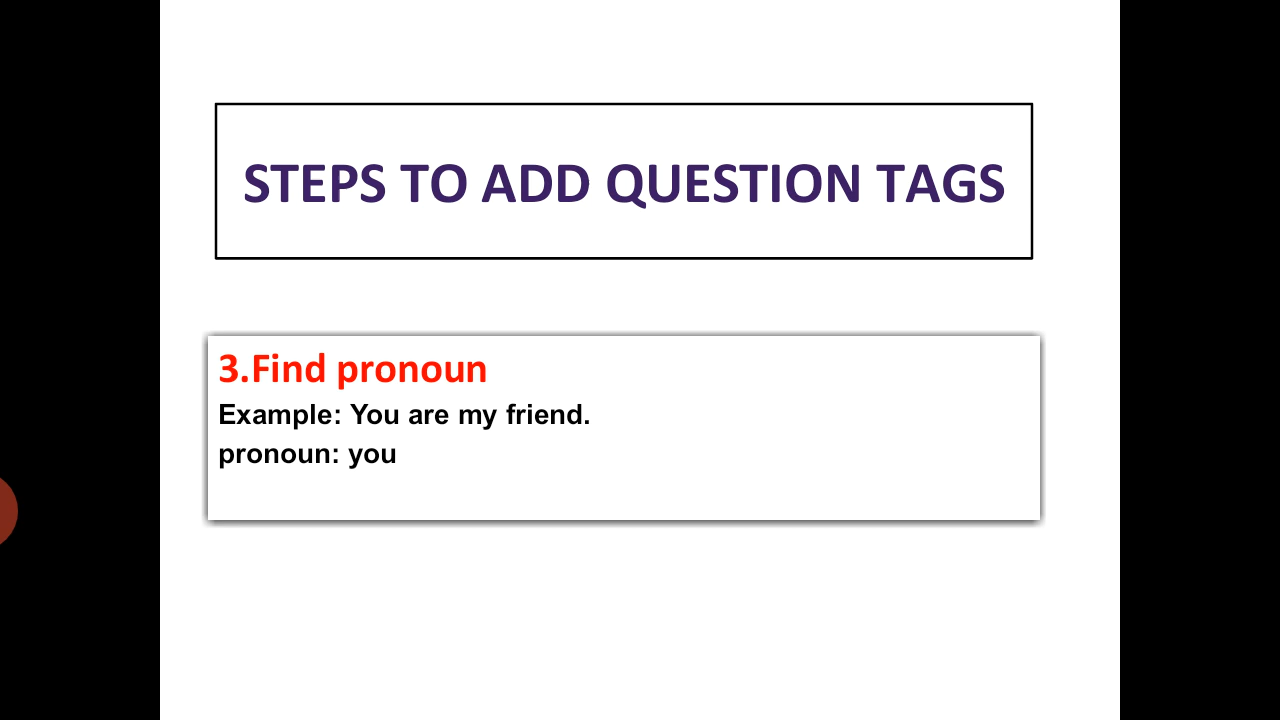 STEPS TO ADD QUESTION TAGS
3.Find pronoun
Example: You are my friend.
pronoun: you